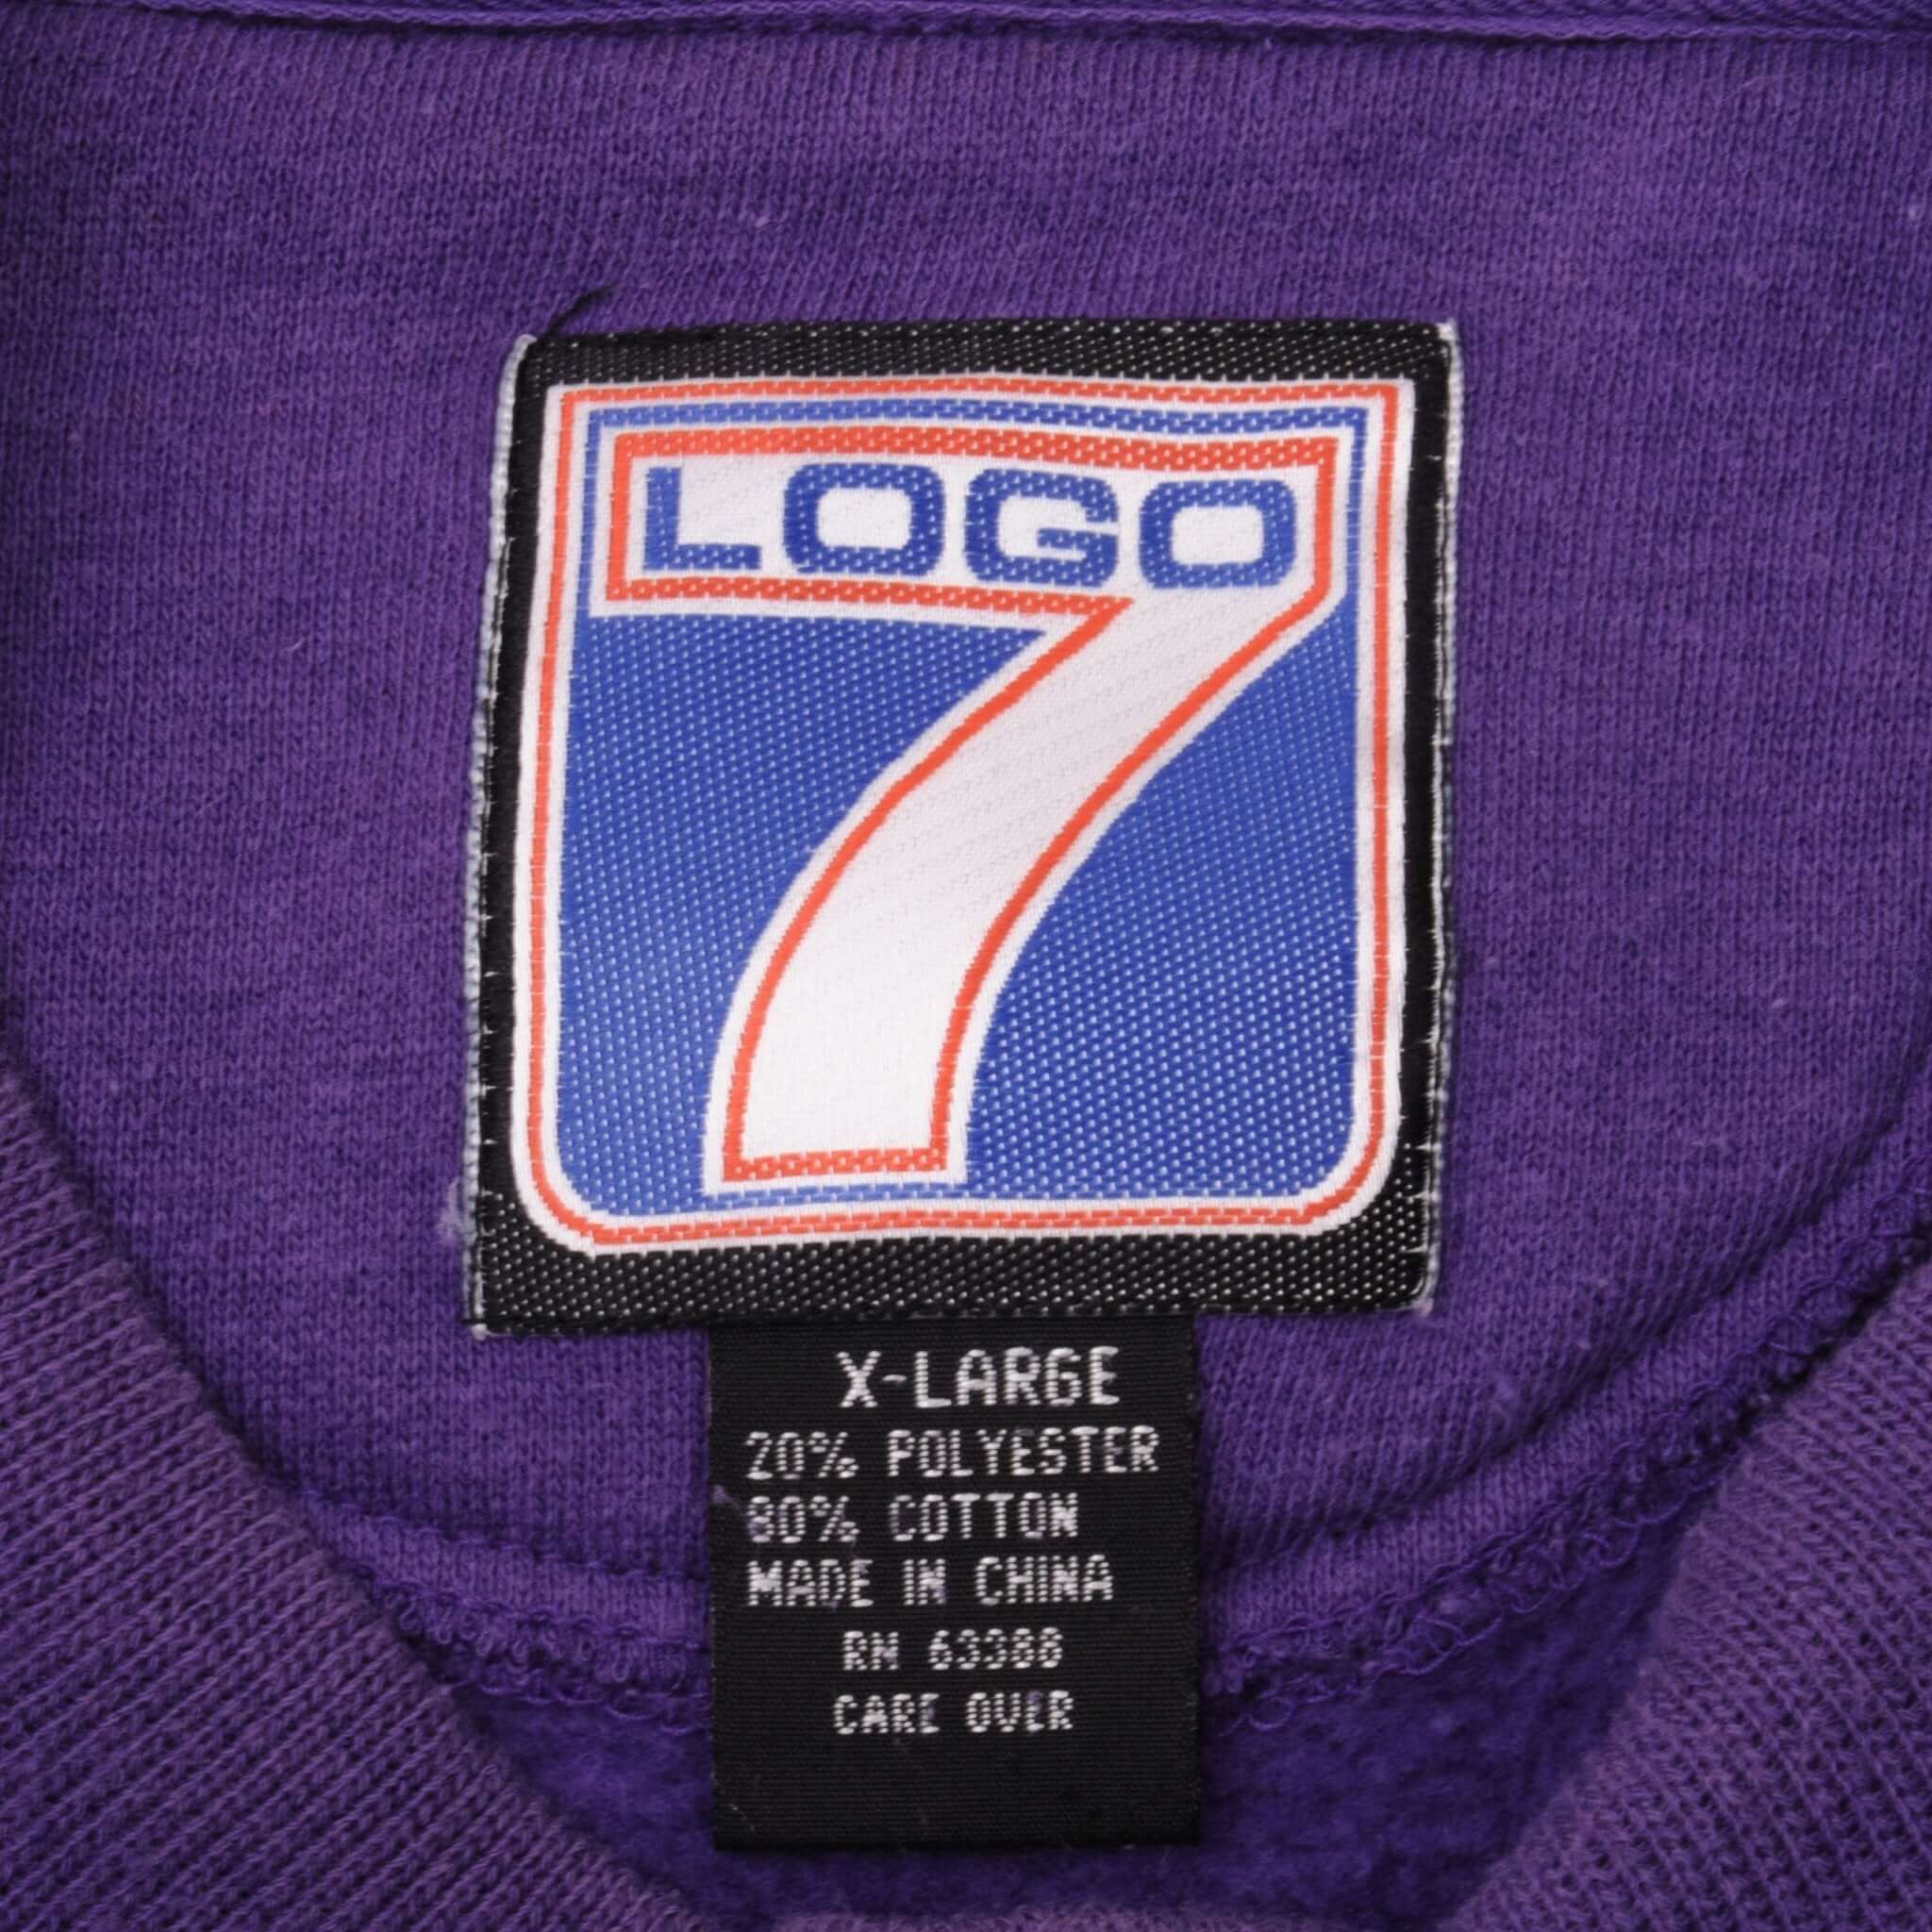 LOGO
7
X-LARGE
20% POLYESTER
80% COTTON
MADE IN CHINA
RN 63388
CARE OVER